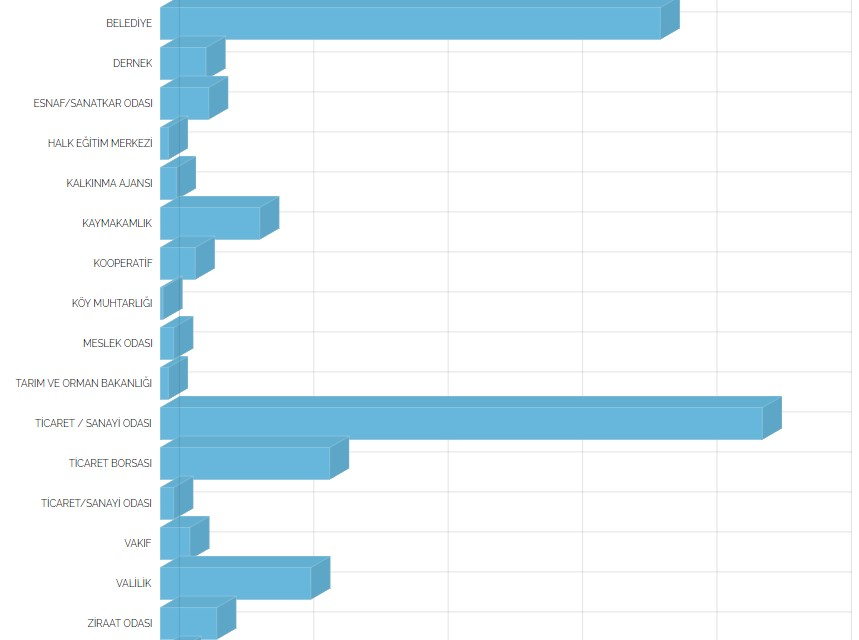 BELEDİYE
DERNEK
ESNAF/SANATKAR ODASI
HALK EĞİTİM MERKEZİ
KALKINMA AJANSI
KAYMAKAMLIK
KOOPERATİF
KÖY MUHTARLIĞI
MESLEK ODASI
TARIM VE ORMAN BAKANLIĞI
TİCARET / SANAYİ ODASI
TİCARET BORSASI
TİCARET/SANAYİ ODASI
VAKIF
VALİLİK
ZİRAAT ODASI